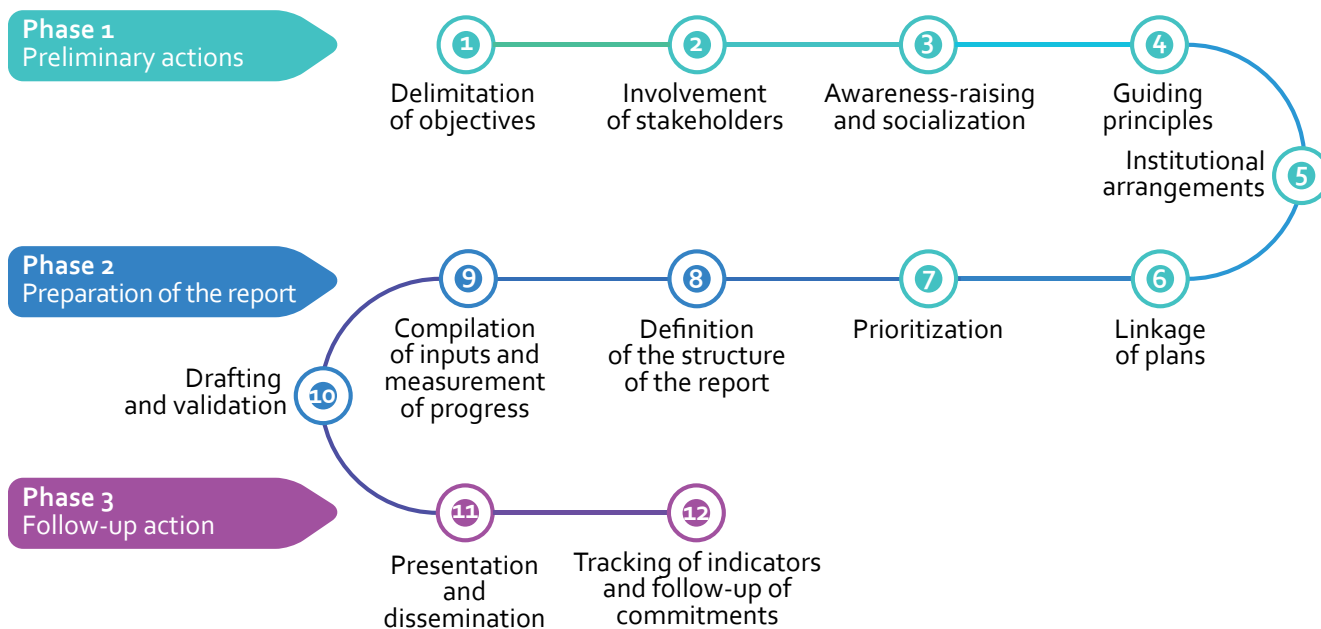 Phase 1
Preliminary actions
1
2
3
4
Delimitation
of objectives
Involvement
of stakeholders
Awareness-raising
and socialization
Guiding
principles
Institutional
arrangements
5
Phase 2
Preparation of the report
9
8
7
6
Compilation
of inputs and
measurement
of progress
Definition
of the structure
of the report
Prioritization
Linkage
of plans
Drafting
and validation
10
Phase 3
Follow-up action
11
12
Presentation
and
dissemination
Tracking of indicators
and follow-up of
commitments